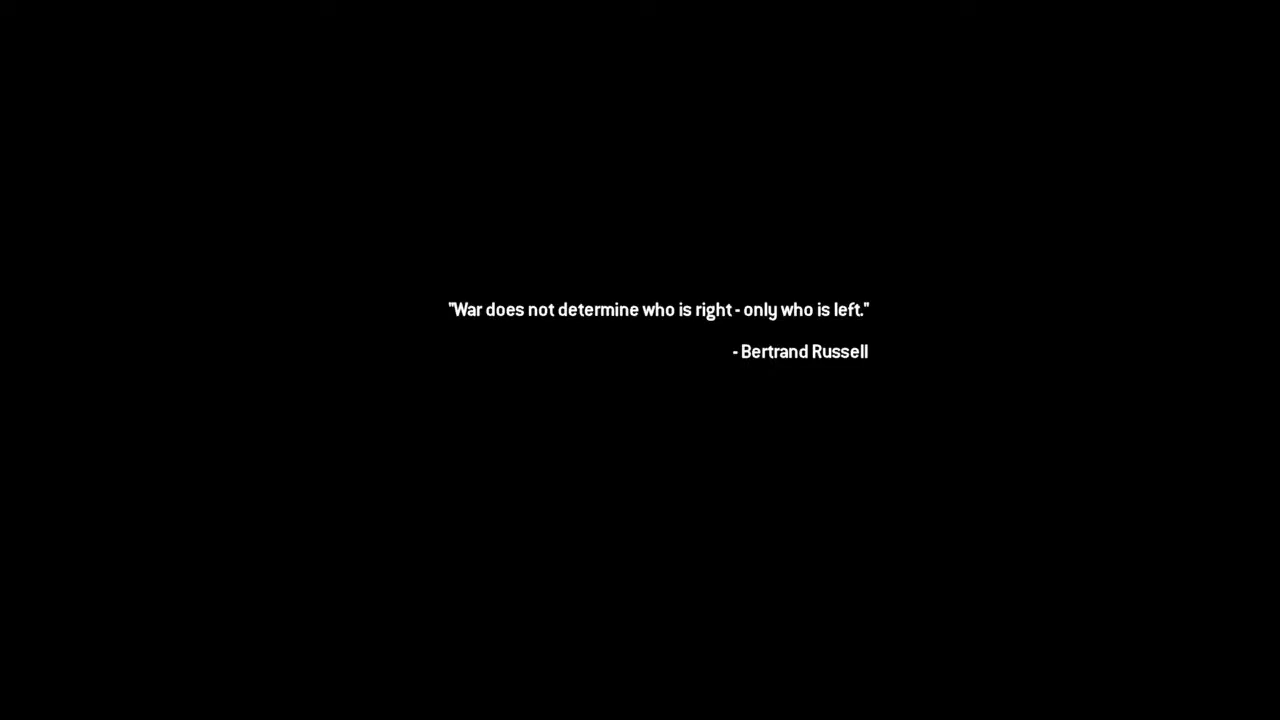 "War does not determine who is right - only who is left."
- Bertrand Russell